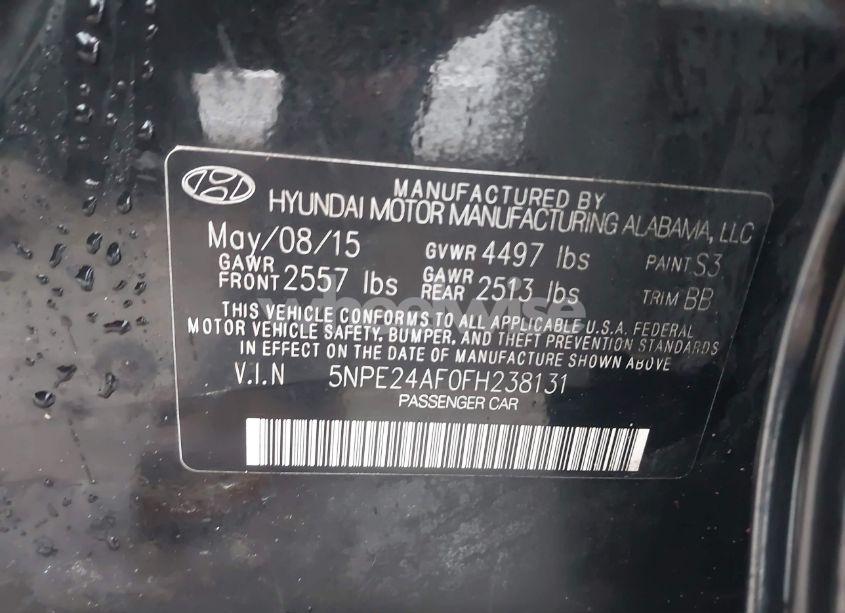 MANUFACTURED BY
HYUNDAI MOTOR MANUFACTURING ALABAMA, LLC
May/08/15 GVWR 4497 lbs PAINT S3
GAWR FRONT 2557 lbs GAWR REAR 2513 lbs TRIM BB
THIS VEHICLE CONFORMS TO ALL APPLICABLE U.S.A. FEDERAL
MOTOR VEHICLE SAFETY, BUMPER, AND THEFT PREVENTION STANDARDS
IN EFFECT ON THE DATE OF MANUFACTURE SHOWN ABOVE
V.I.N 5NPE24AF0FH238131
PASSENGER CAR